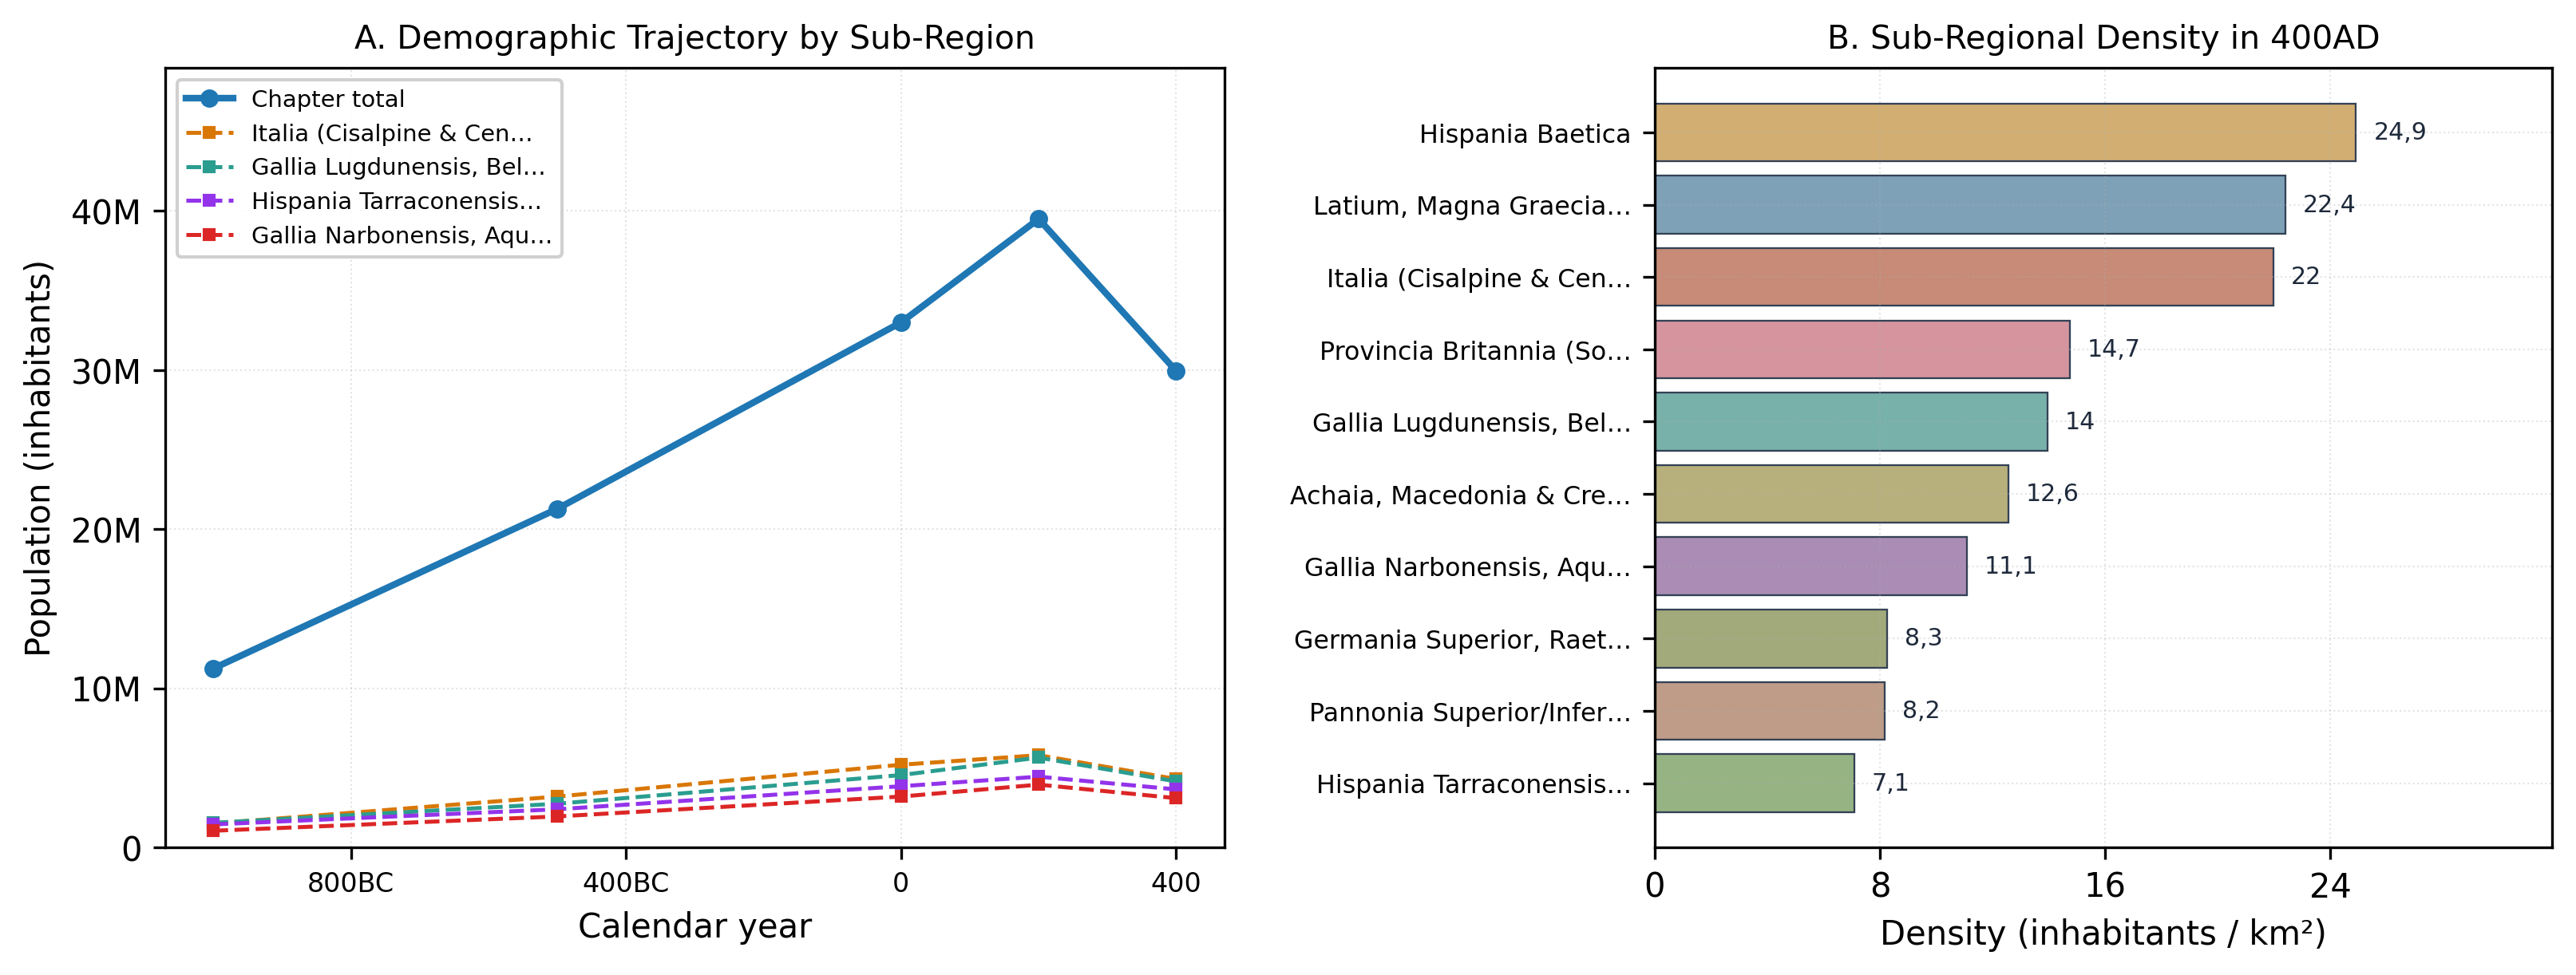 A. Demographic Trajectory by Sub-Region
Population (inhabitants)
40M
30M
20M
10M
0
Chapter total
Italia (Cisalpine & Cen...
Gallia Lugdunensis, Bel...
Hispania Tarraconensis...
Gallia Narbonensis, Aqu...
800BC
400BC
0
400
Calendar year
B. Sub-Regional Density in 400AD
Hispania Baetica 24,9
Latium, Magna Graecia... 22,4
Italia (Cisalpine & Cen... 22
Provincia Britannia (So... 14,7
Gallia Lugdunensis, Bel... 14
Achaia, Macedonia & Cre... 12,6
Gallia Narbonensis, Aqu... 11,1
Germania Superior, Raet... 8,3
Pannonia Superior/Infer... 8,2
Hispania Tarraconensis... 7,1
0
8
16
24
Density (inhabitants / km²)